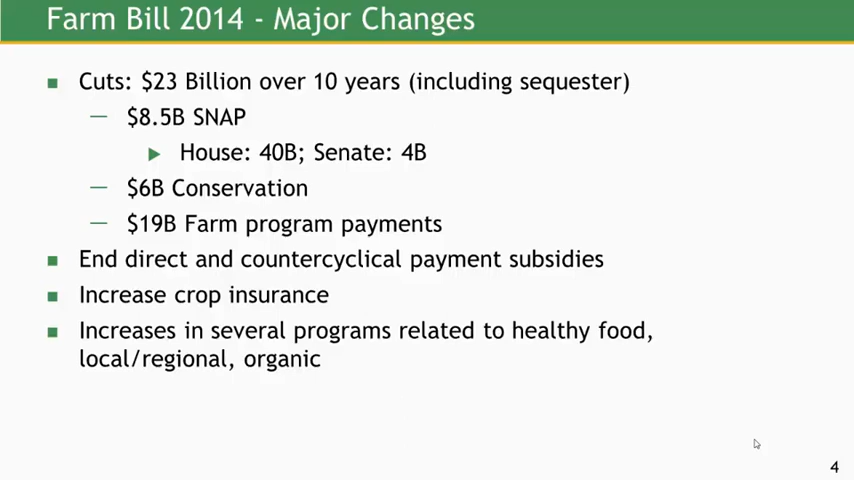 Farm Bill 2014 - Major Changes
Cuts: $23 Billion over 10 years (including sequester)
$8.5B SNAP
House: 40B; Senate: 4B
$6B Conservation
$19B Farm program payments
End direct and countercyclical payment subsidies
Increase crop insurance
Increases in several programs related to healthy food,
local/regional, organic
4